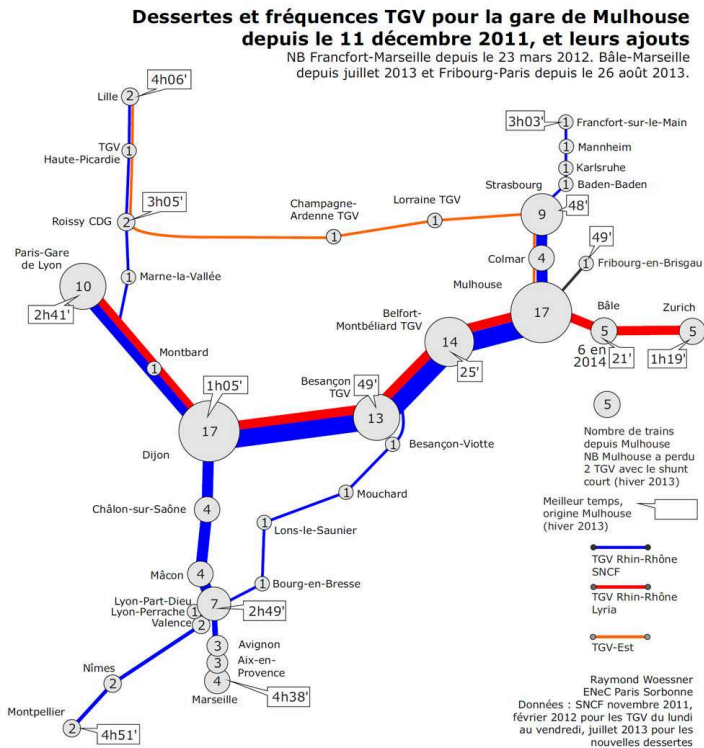 Dessertes et fréquences TGV pour la gare de Mulhouse
depuis le 11 décembre 2011, et leurs ajouts
NB Francfort-Marseille depuis le 23 mars 2012. Bâle-Marseille
depuis juillet 2013 et Fribourg-Paris depuis le 26 août 2013.
4h06'
Lille
2
TGV
Haute-Picardie
1
3h05'
Roissy CDG
2
Marne-la-Vallée
1
Champagne-
Ardenne TGV
1
Lorraine TGV
1
3h03'
1
Francfort-sur-le-Main
1
Mannheim
1
Karlsruhe
1
Baden-Baden
Strasbourg
9
48'
Colmar
4
49'
1
Fribourg-en-Brisgau
Mulhouse
17
Bâle
5
6 en
2014
21'
Zurich
5
1h19'
Paris-Gare
de Lyon
10
2h41'
Montbard
1
Belfort-
Montbéliard TGV
14
25'
Besançon
TGV
49'
13
1h05'
17
Dijon
1
Besançon-Viotte
1
Mouchard
1
Lons-le-Saunier
1
Bourg-en-Bresse
Châlon-sur-Saône
4
Mâcon
4
Lyon-Part-Dieu
7
2h49'
Lyon-Perrache
1
Valence
2
3
Avignon
3
Aix-en-
Provence
4
Marseille
4h38'
Nîmes
2
Montpellier
2
4h51'
5
Nombre de trains
depuis Mulhouse
NB Mulhouse a perdu
2 TGV avec le shunt
court (hiver 2013)
Meilleur temps,
origine Mulhouse
(hiver 2013)
TGV Rhin-Rhône
SNCF
TGV Rhin-Rhône
Lyria
TGV-Est
Raymond Woessner
ENeC Paris Sorbonne
Données : SNCF novembre 2011,
février 2012 pour les TGV du lundi
au vendredi, juillet 2013 pour les
nouvelles dessertes